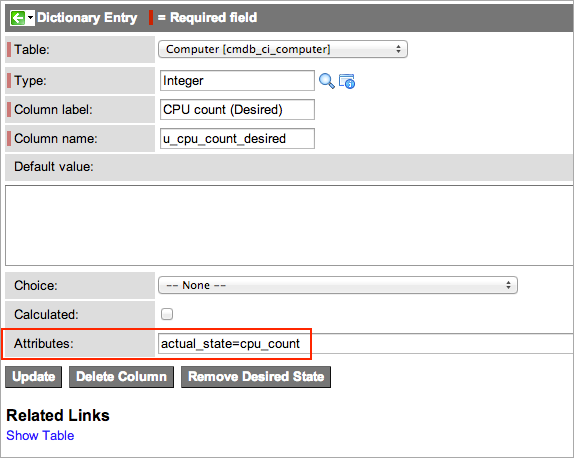 Dictionary Entry = Required field
Table: Computer [cmdb_ci_computer]
Type: Integer
Column label: CPU count (Desired)
Column name: u_cpu_count_desired
Default value:
Choice: -- None --
Calculated:
Attributes: actual_state=cpu_count
Update Delete Column Remove Desired State
Related Links
Show Table